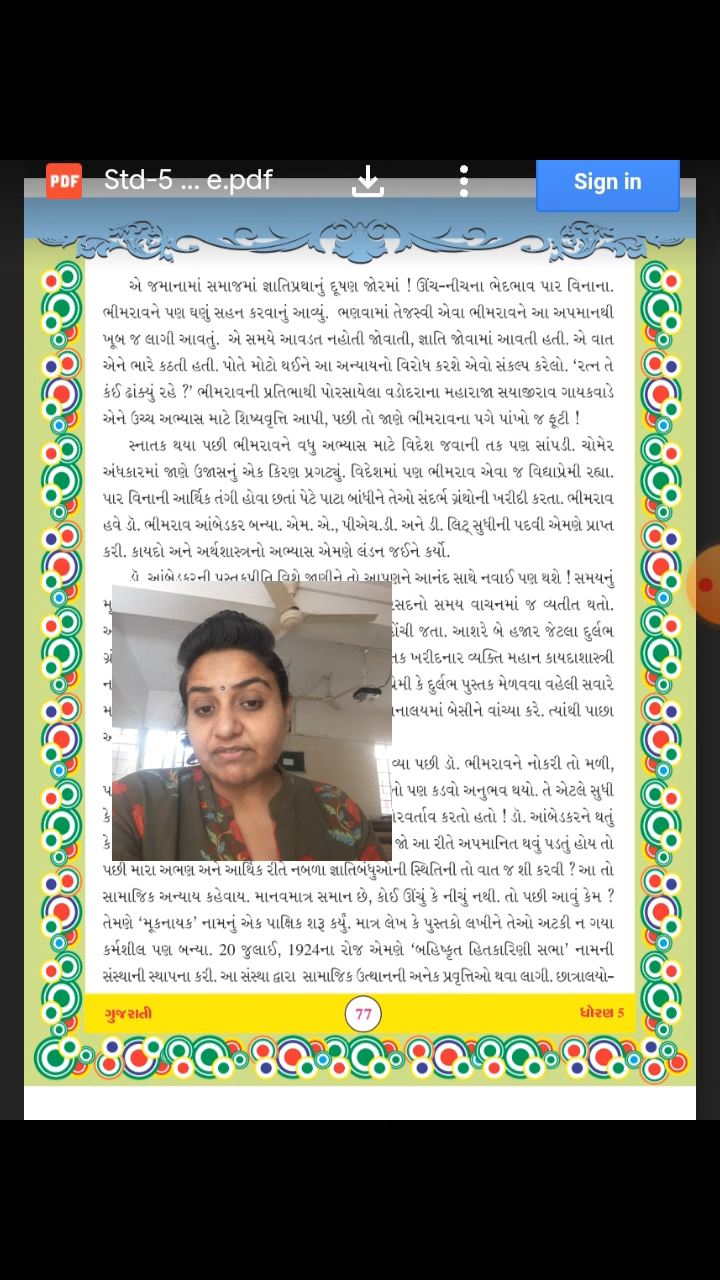 PDF Std-5 ... e.pdf Sign in
એ જમાનામાં સમાજમાં જ્ઞાતિપ્રથાનું દૂષણ જોરમાં ! ઊંચ-નીચના ભેદભાવ પાર વિનાના.
ભીમરાવને પણ ઘણું સહન કરવાનું આવ્યું. ભણવામાં તેજસ્વી એવા ભીમરાવને આ અપમાનથી
ખૂબ જ લાગી આવતું. એ સમયે આવડત નહોતી જોવાતી, જ્ઞાતિ જોવામાં આવતી હતી. એ વાત
એને ભારે કઠતી હતી. પોતે મોટો થઈને આ અન્યાયનો વિરોધ કરશે એવો સંકલ્પ કરેલો. ‘રત્ન તે
કંઈ ઢાંક્યું રહે ?’ ભીમરાવની પ્રતિભાથી પોરસાયેલા વડોદરાના મહારાજા સયાજીરાવ ગાયકવાડે
એને ઉચ્ચ અભ્યાસ માટે શિષ્યવૃત્તિ આપી, પછી તો જાણે ભીમરાવના પગે પાંખો જ ફૂટી !
સ્નાતક થયા પછી ભીમરાવને વધુ અભ્યાસ માટે વિદેશ જવાની તક પણ સાંપડી. ચોમેર
અંધકારમાં જાણે ઉજાસનું એક કિરણ પ્રગટ્યું. વિદેશમાં પણ ભીમરાવ એવા જ વિદ્યાપ્રેમી રહ્યા.
પાર વિનાની આર્થિક તંગી હોવા છતાં પેટે પાટા બાંધીને તેઓ સંદર્ભ ગ્રંથોની ખરીદી કરતા. ભીમરાવ
હવે ડૉ. ભીમરાવ આંબેડકર બન્યા. એમ. એ., પીએચ.ડી. અને ડી. લિટ્ સુધીની પદવી એમણે પ્રાપ્ત
કરી. કાયદો અને અર્થશાસ્ત્રનો અભ્યાસ એમણે લંડન જઈને કર્યો.
ડૉ. આંબેડકરની પુસ્તકપ્રીતિ વિશે જાણીને તો આપણને આનંદ સાથે નવાઈ પણ થશે ! સમયનું
સમય વાચનમાં જ વ્યતીત થતો.
જતા. આશરે બે હજાર જેટલા દુર્લભ
ખરીદનાર વ્યક્તિ મહાન કાયદાશાસ્ત્રી
કે દુર્લભ પુસ્તક મેળવવા વહેલી સવારે
બેસીને વાંચ્યા કરે. ત્યાંથી પાછા
પછી ડૉ. ભીમરાવને નોકરી તો મળી,
પણ કડવો અનુભવ થયો. તે એટલે સુધી
કરતો હતો ! ડૉ. આંબેડકરને થતું
જો આ રીતે અપમાનિત થવું પડતું હોય તો
પછી મારા અભણ અને આર્થિક રીતે નબળા જ્ઞાતિબંધુઓની સ્થિતિની તો વાત જ શી કરવી ? આ તો
સામાજિક અન્યાય કહેવાય. માનવમાત્ર સમાન છે, કોઈ ઊંચું કે નીચું નથી. તો પછી આવું કેમ ?
તેમણે ‘મૂકનાયક’ નામનું એક પાક્ષિક શરૂ કર્યું. માત્ર લેખ કે પુસ્તકો લખીને તેઓ અટકી ન ગયા
કર્મશીલ પણ બન્યા. 20 જુલાઈ, 1924ના રોજ એમણે ‘બહિષ્કૃત હિતકારિણી સભા’ નામની
સંસ્થાની સ્થાપના કરી. આ સંસ્થા દ્વારા સામાજિક ઉત્થાનની અનેક પ્રવૃત્તિઓ થવા લાગી. છાત્રાલયો-
ગુજરાતી 77 ધોરણ 5